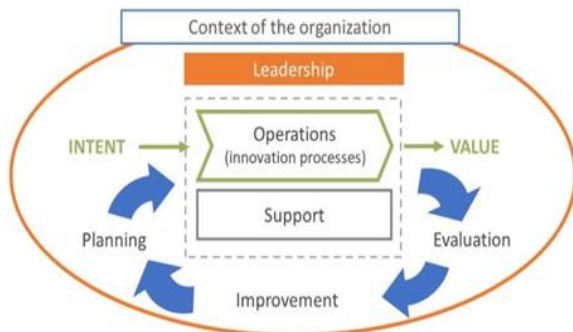 Context of the organization
Leadership
INTENT
Operations
(innovation processes)
VALUE
Support
Planning
Evaluation
Improvement